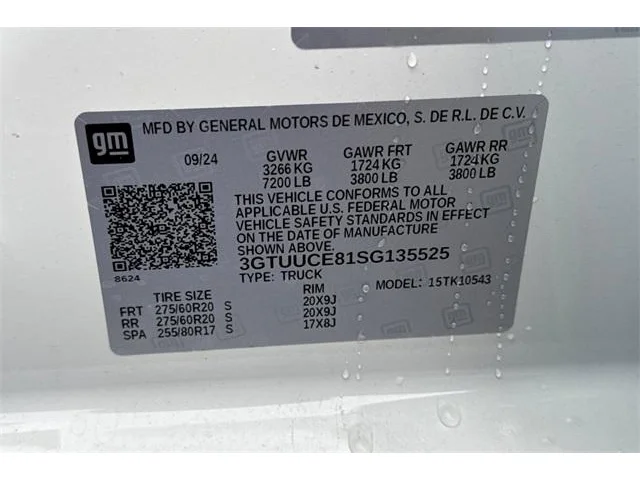 gm
MFD BY GENERAL MOTORS DE MEXICO, S. DE R.L. DE C.V.
09/24 GVWR GAWR FRT GAWR RR
3266 KG 1724 KG 1724 KG
7200 LB 3800 LB 3800 LB
THIS VEHICLE CONFORMS TO ALL
APPLICABLE U.S. FEDERAL MOTOR
VEHICLE SAFETY STANDARDS IN EFFECT
ON THE DATE OF MANUFACTURE
SHOWN ABOVE.
3GTUUCE81SG135525
8624
TYPE: TRUCK MODEL: 15TK10543
TIRE SIZE RIM
FRT 275/60R20 S 20X9J
RR 275/60R20 S 20X9J
SPA 255/80R17 S 17X8J